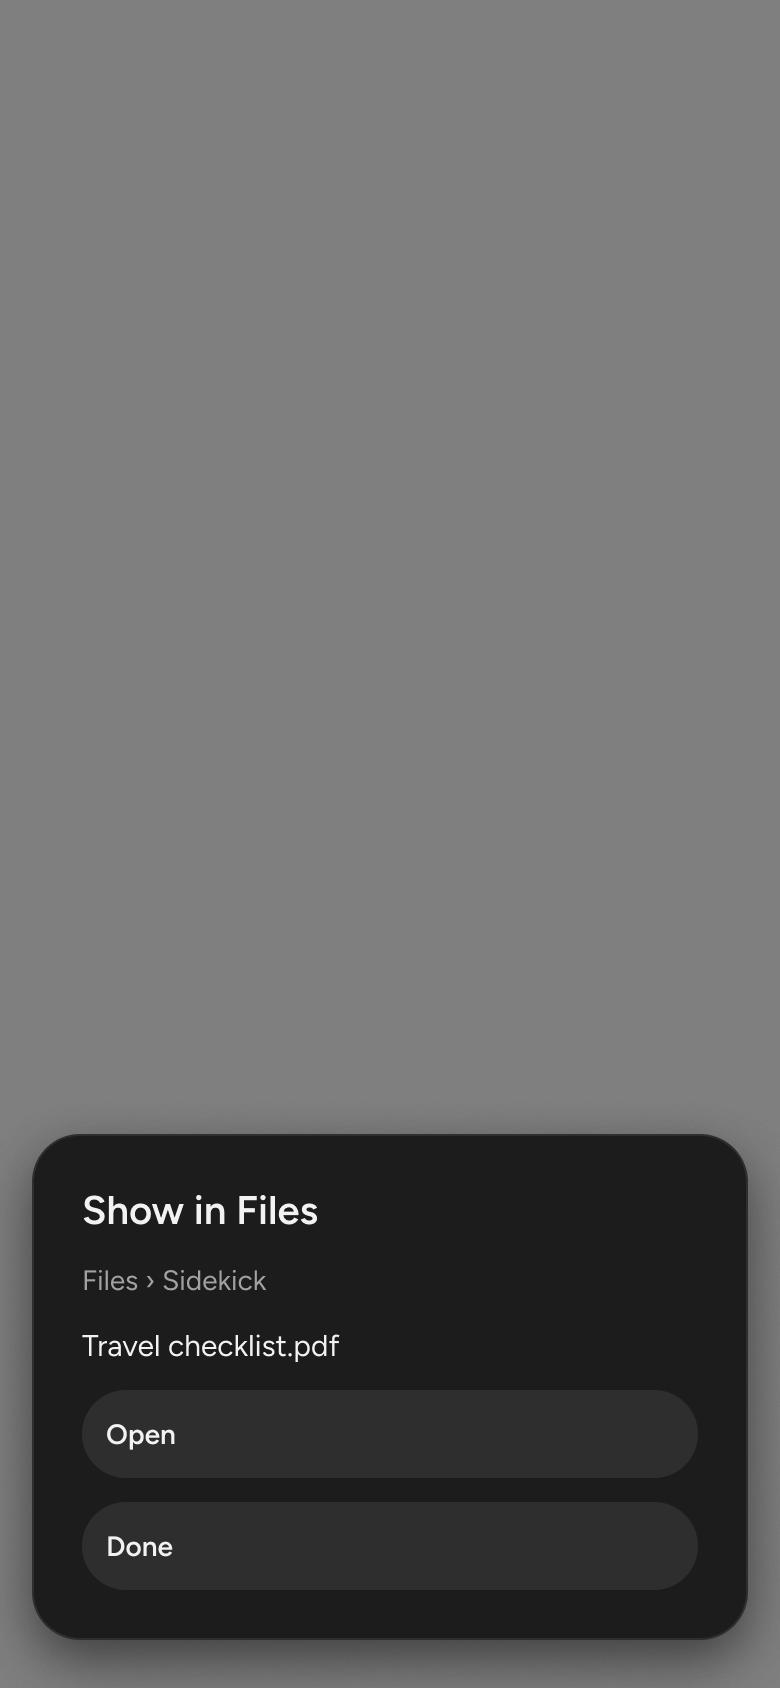 Show in Files
Files › Sidekick
Travel checklist.pdf
Open
Done